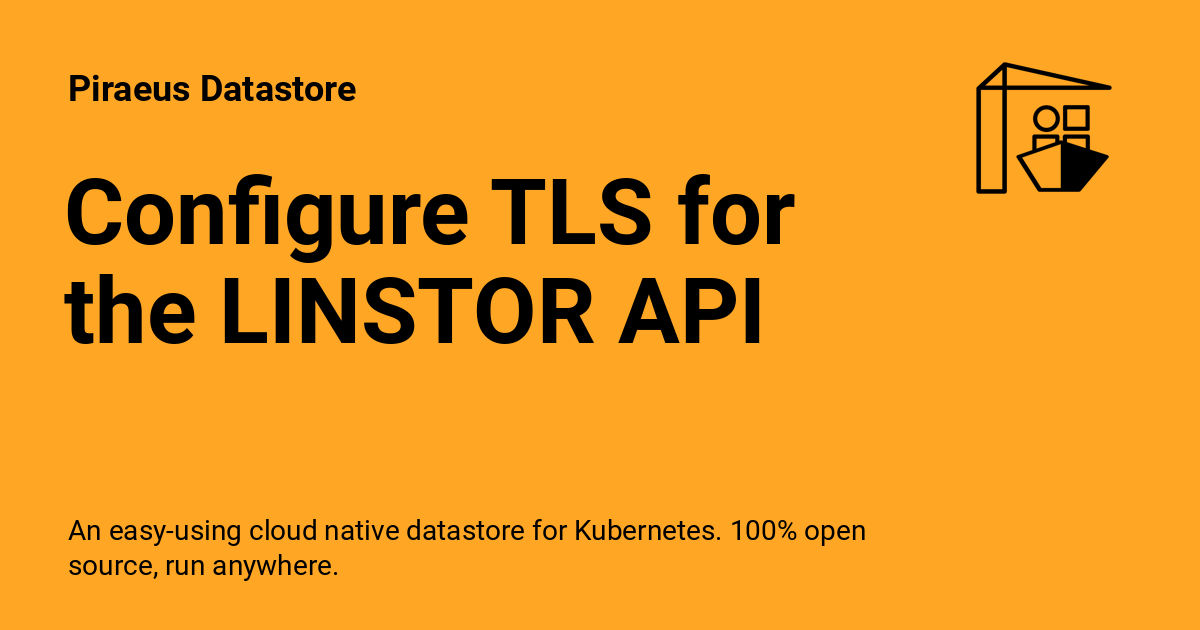 Piraeus Datastore
Configure TLS for
the LINSTOR API
An easy-using cloud native datastore for Kubernetes. 100% open
source, run anywhere.